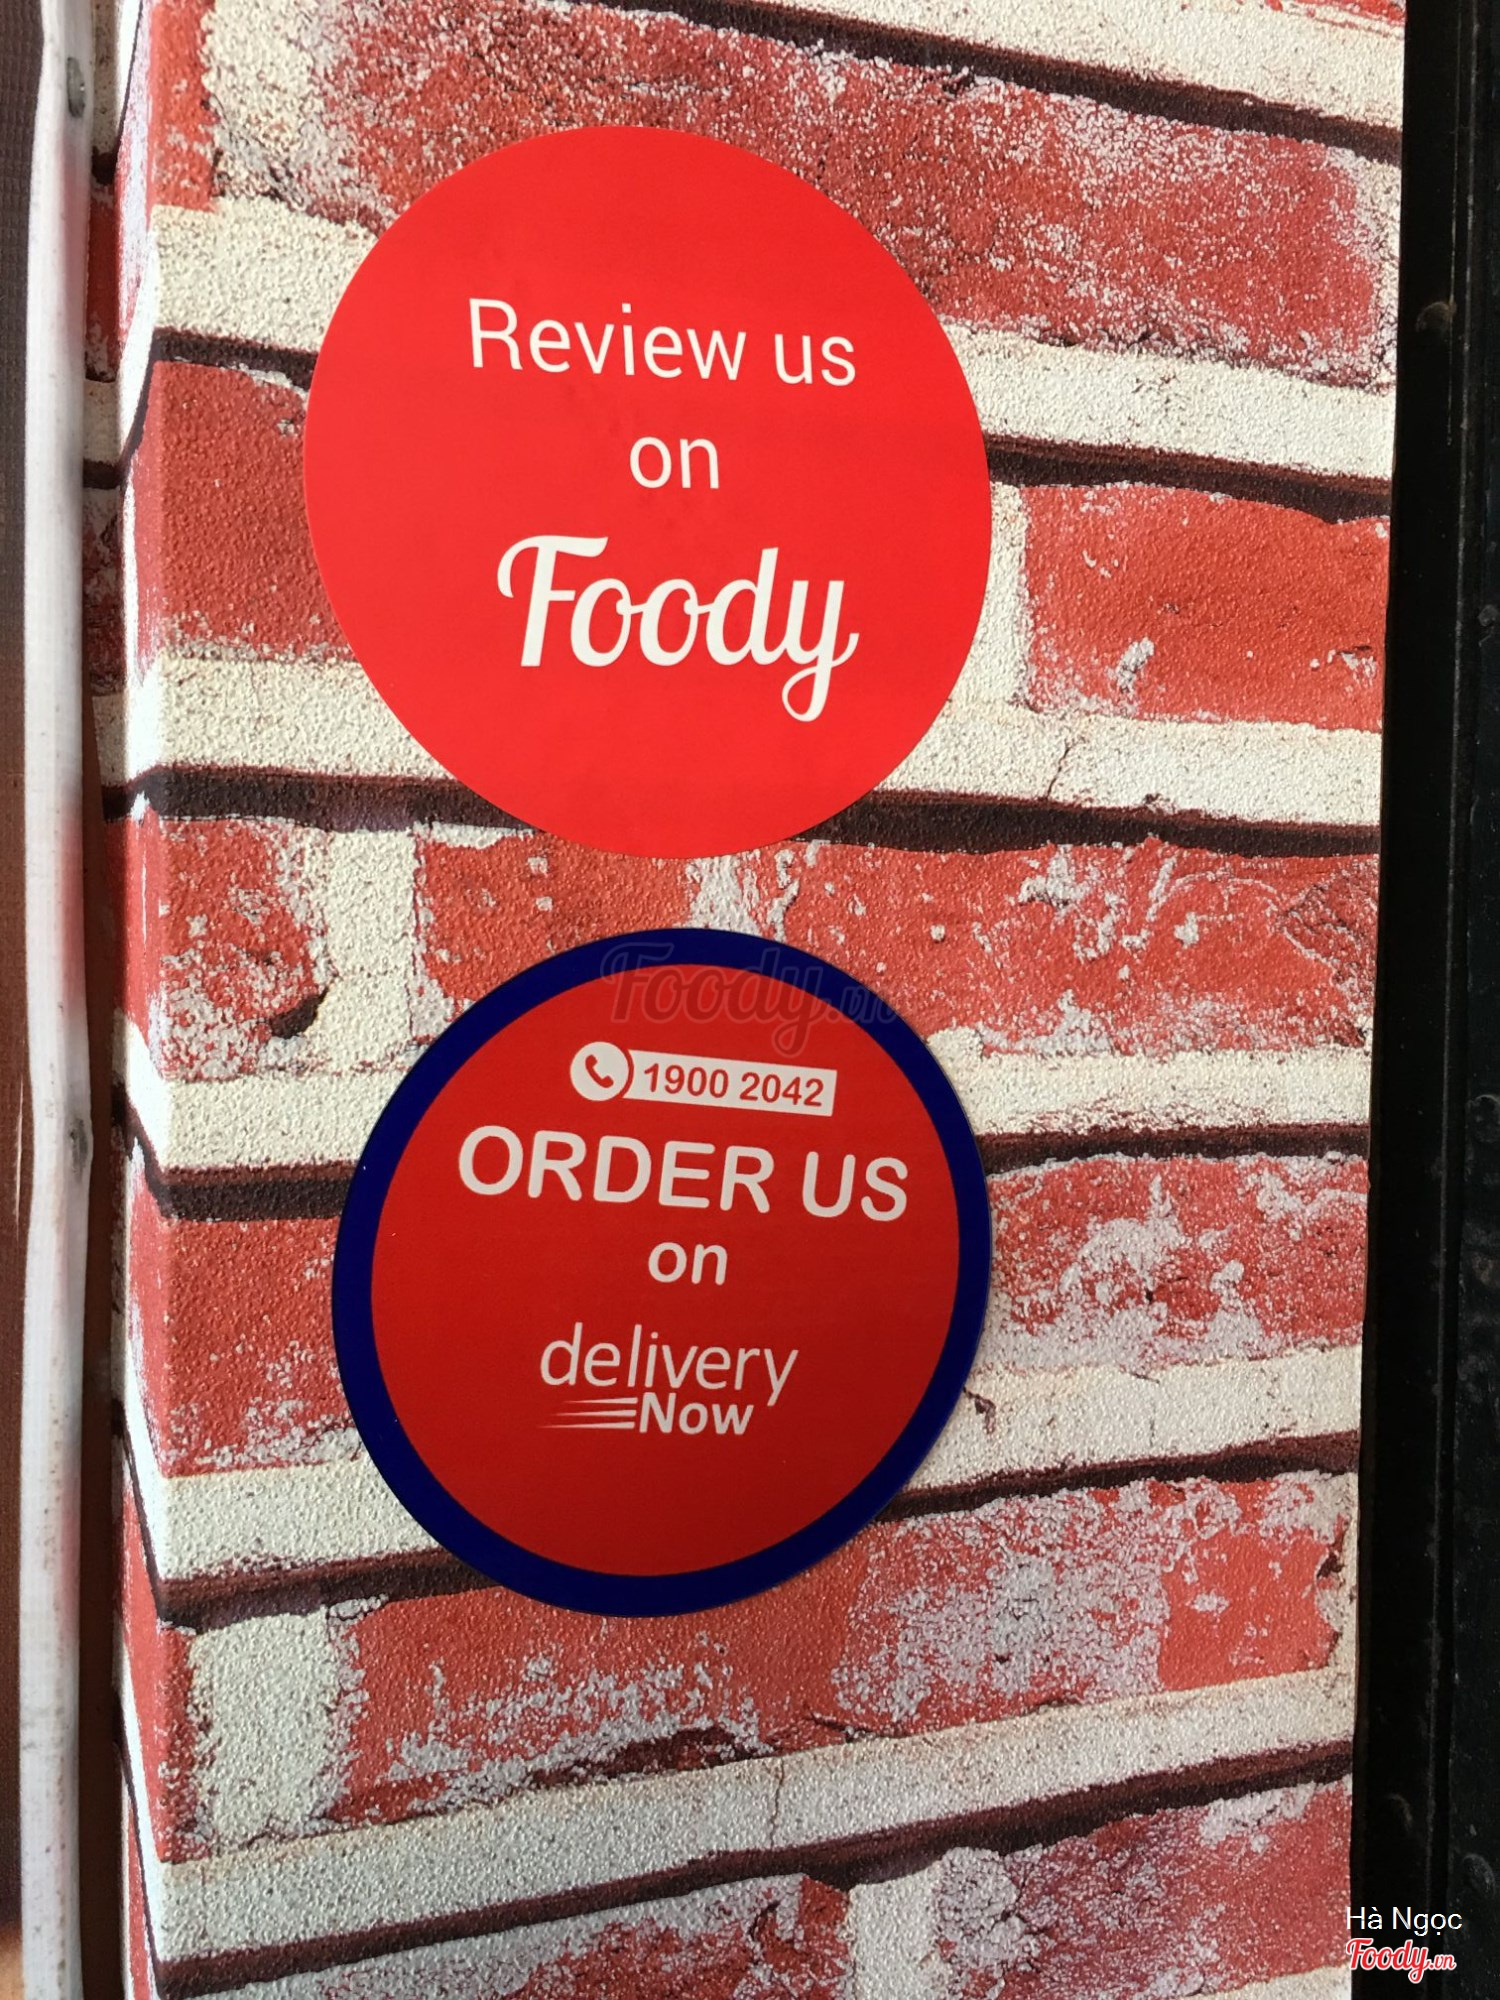 Review us
on
Foody
Foody.vn
1900 2042
ORDER US
on
delivery
Now
Hà Ngọc
Foody.vn